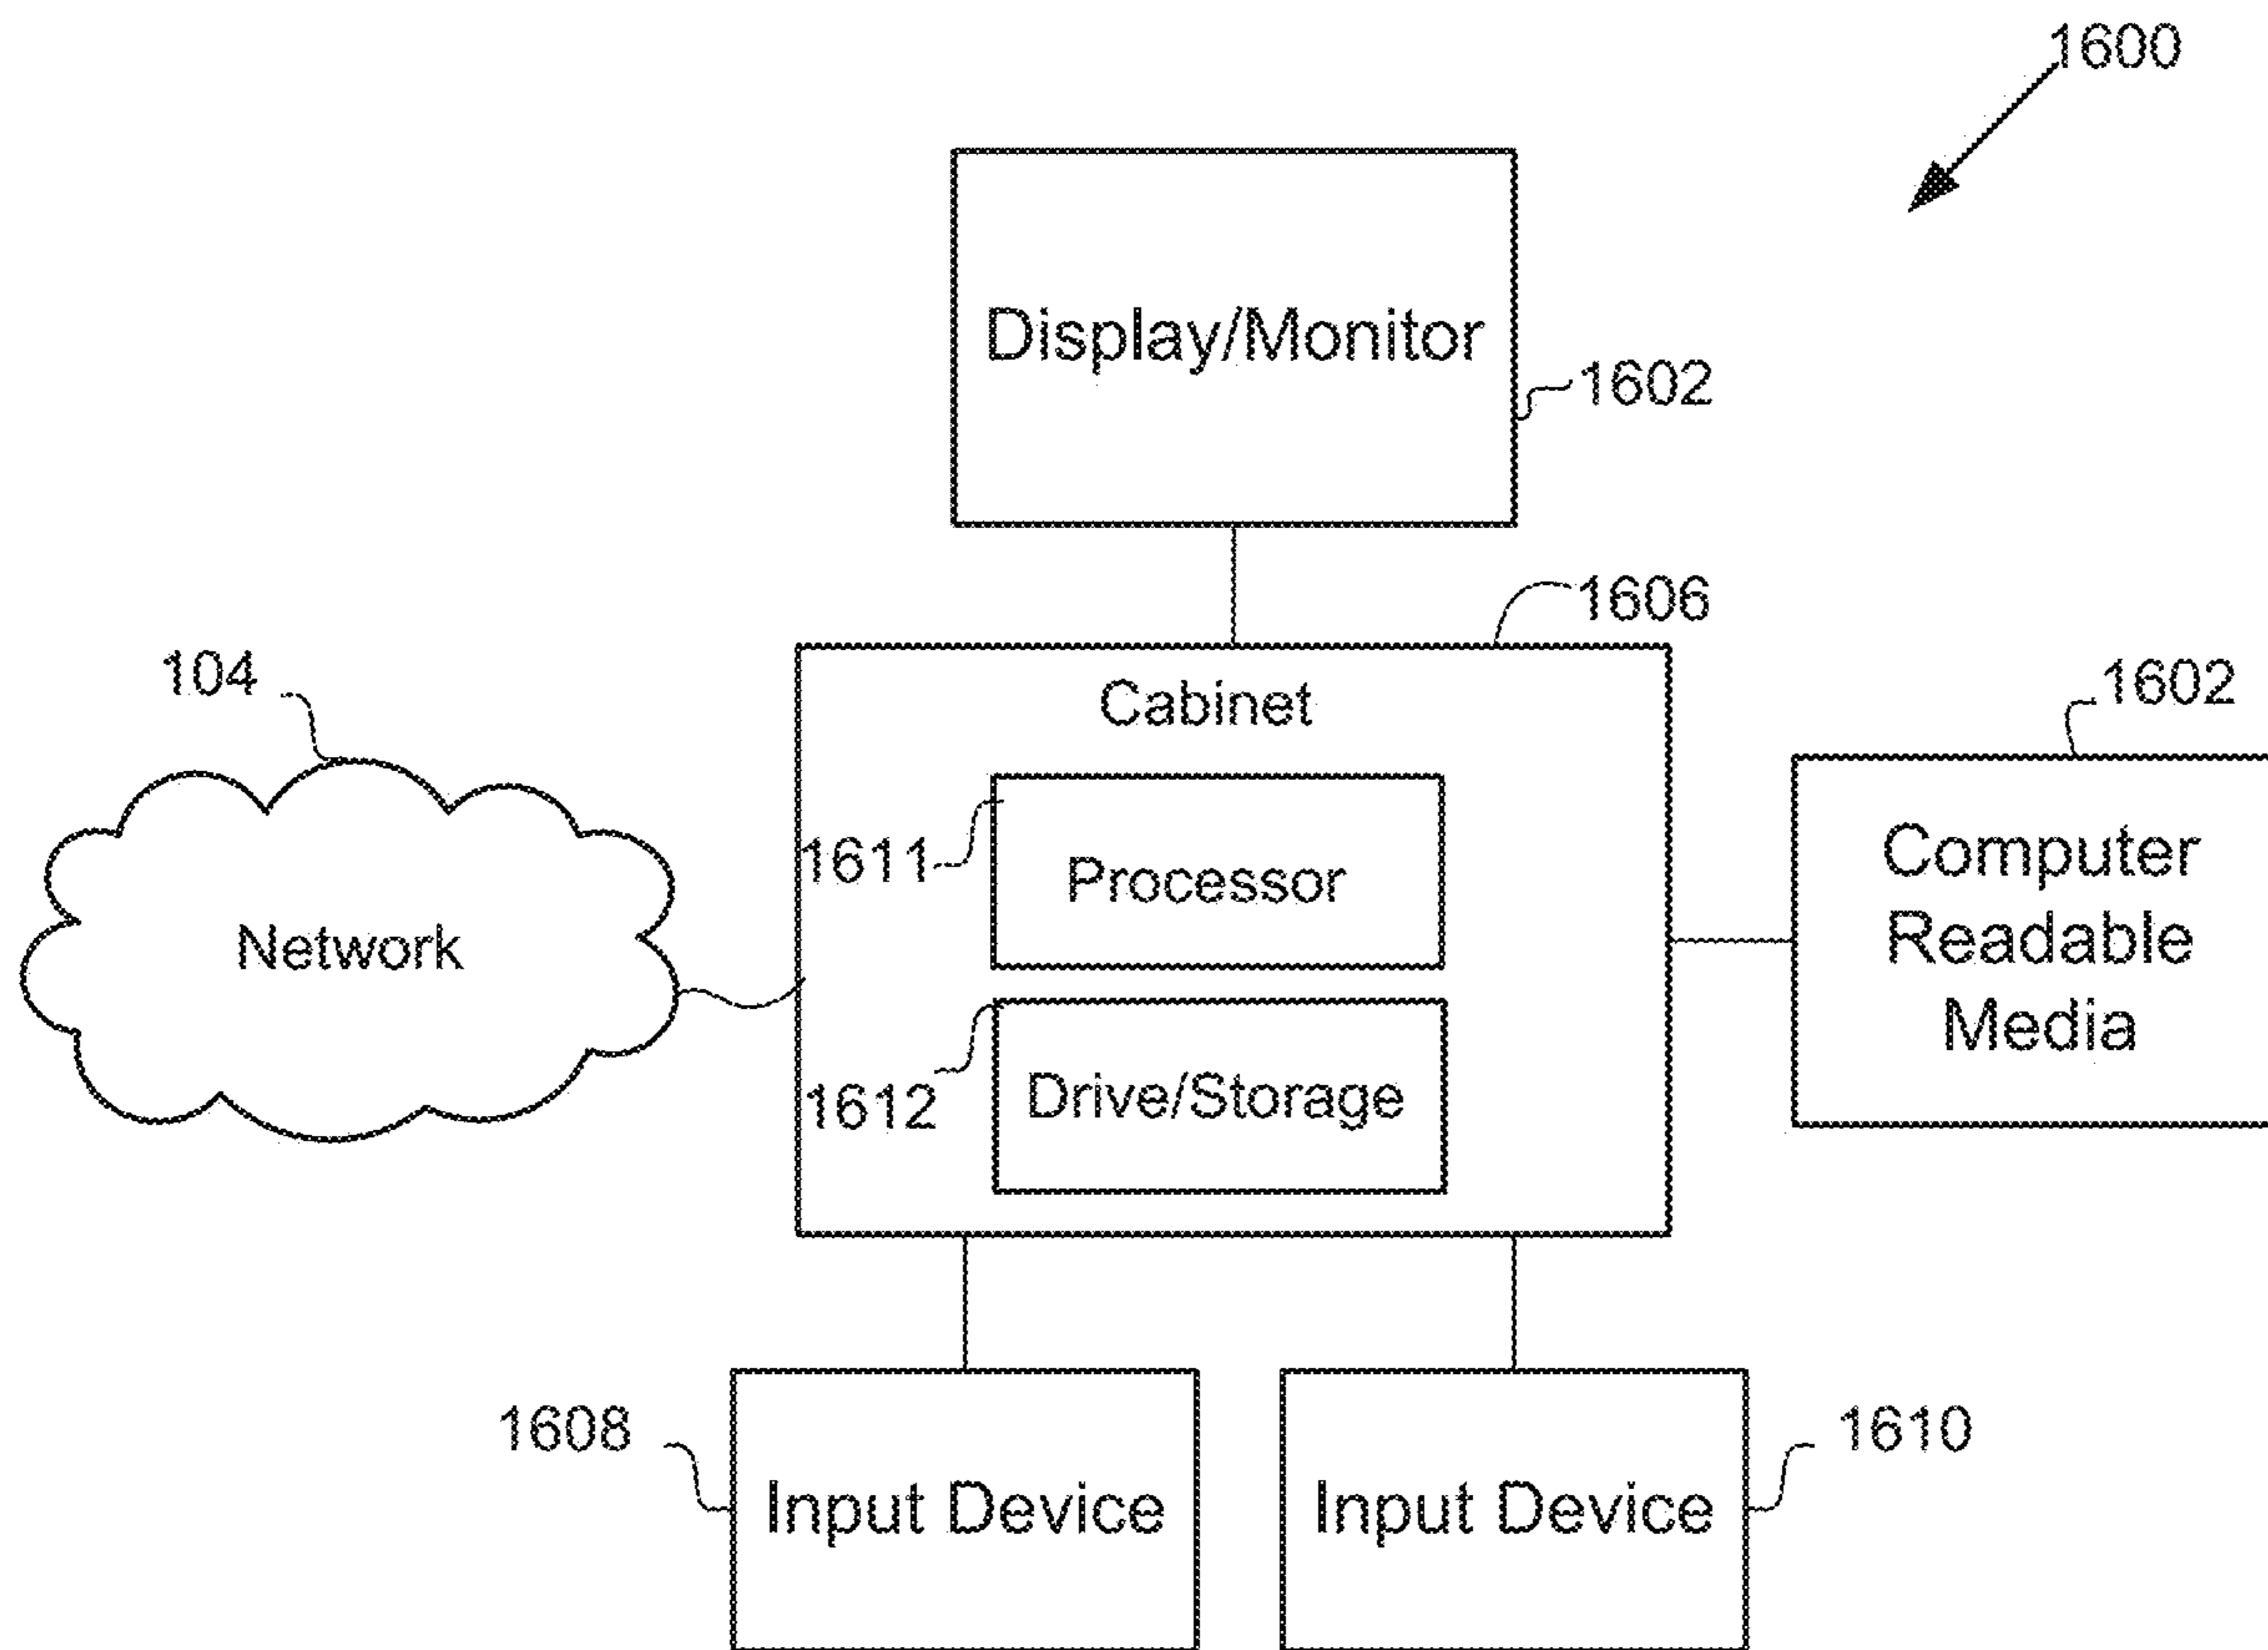 1600
Display/Monitor
1602
1606
104
Cabinet
1602
1611
Processor
Computer
Readable
Media
Network
1612
Drive/Storage
1608
Input Device
Input Device
1610